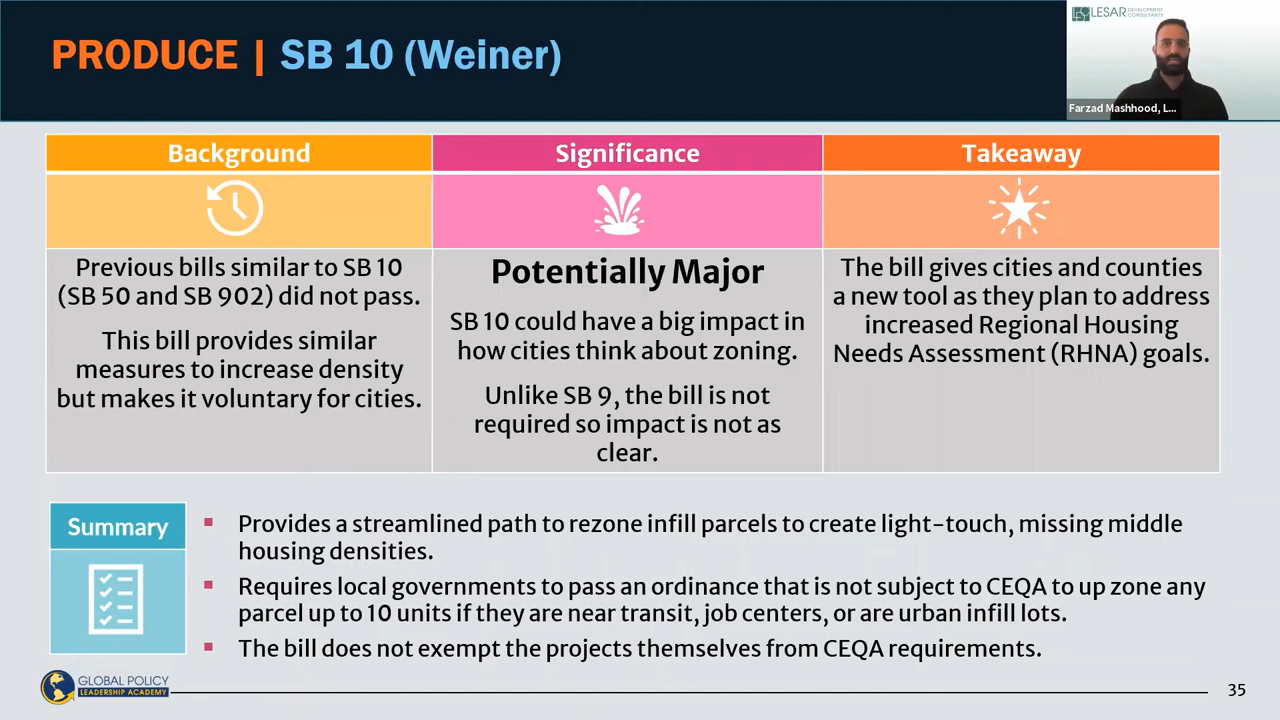 PRODUCE | SB 10 (Weiner)
LESAR DEVELOPMENT
CONSULTANTS
Farzad Mashhood, L...
Background
Significance
Takeaway
Previous bills similar to SB 10
(SB 50 and SB 902) did not pass.
This bill provides similar
measures to increase density
but makes it voluntary for cities.
Potentially Major
SB 10 could have a big impact in
how cities think about zoning.
Unlike SB 9, the bill is not
required so impact is not as
clear.
The bill gives cities and counties
a new tool as they plan to address
increased Regional Housing
Needs Assessment (RHNA) goals.
Summary
▪ Provides a streamlined path to rezone infill parcels to create light-touch, missing middle
housing densities.
▪ Requires local governments to pass an ordinance that is not subject to CEQA to up zone any
parcel up to 10 units if they are near transit, job centers, or are urban infill lots.
▪ The bill does not exempt the projects themselves from CEQA requirements.
GLOBAL POLICY
LEADERSHIP ACADEMY
35